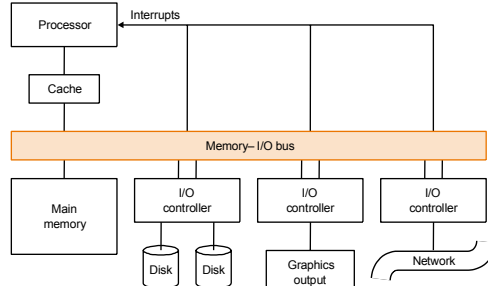 Processor
Interrupts
Cache
Memory– I/O bus
Main
memory
I/O
controller
I/O
controller
I/O
controller
Disk
Disk
Graphics
output
Network